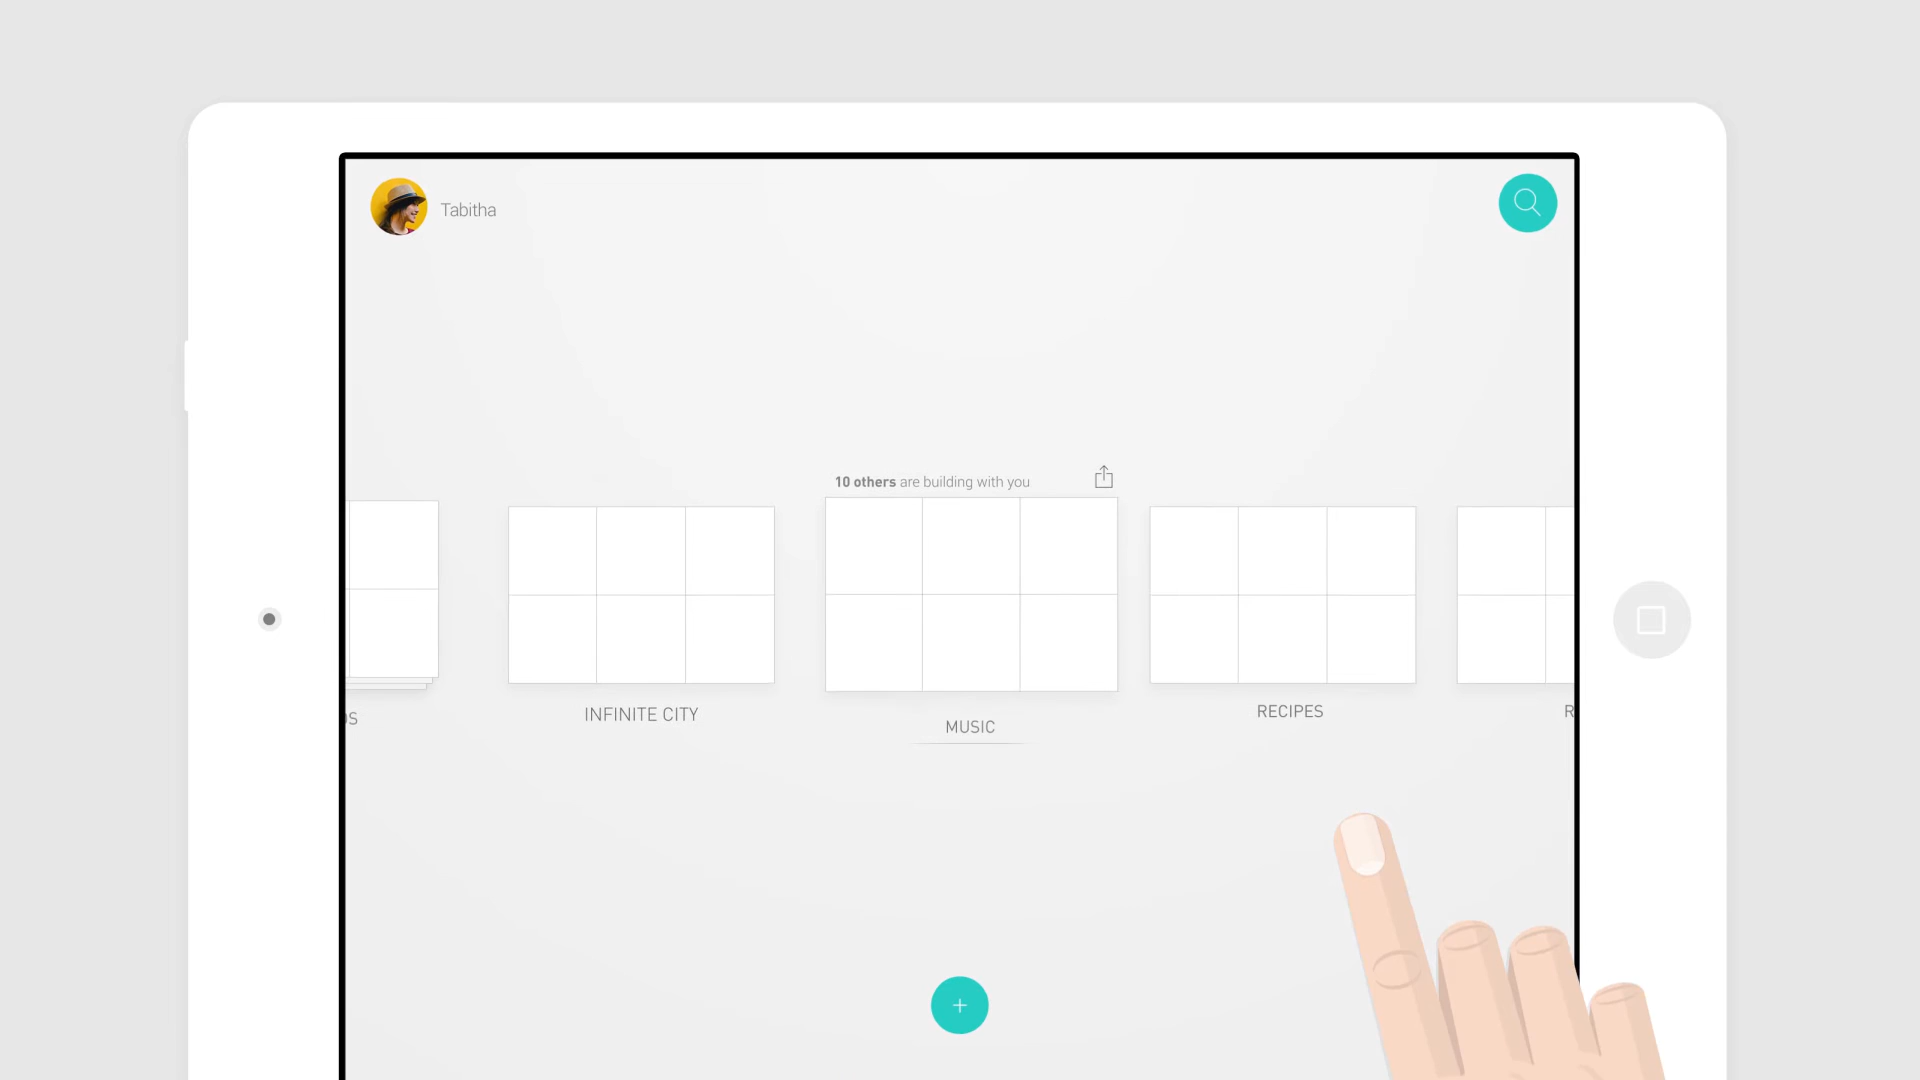 Tabitha
10 others are building with you
INFINITE CITY
MUSIC
RECIPES